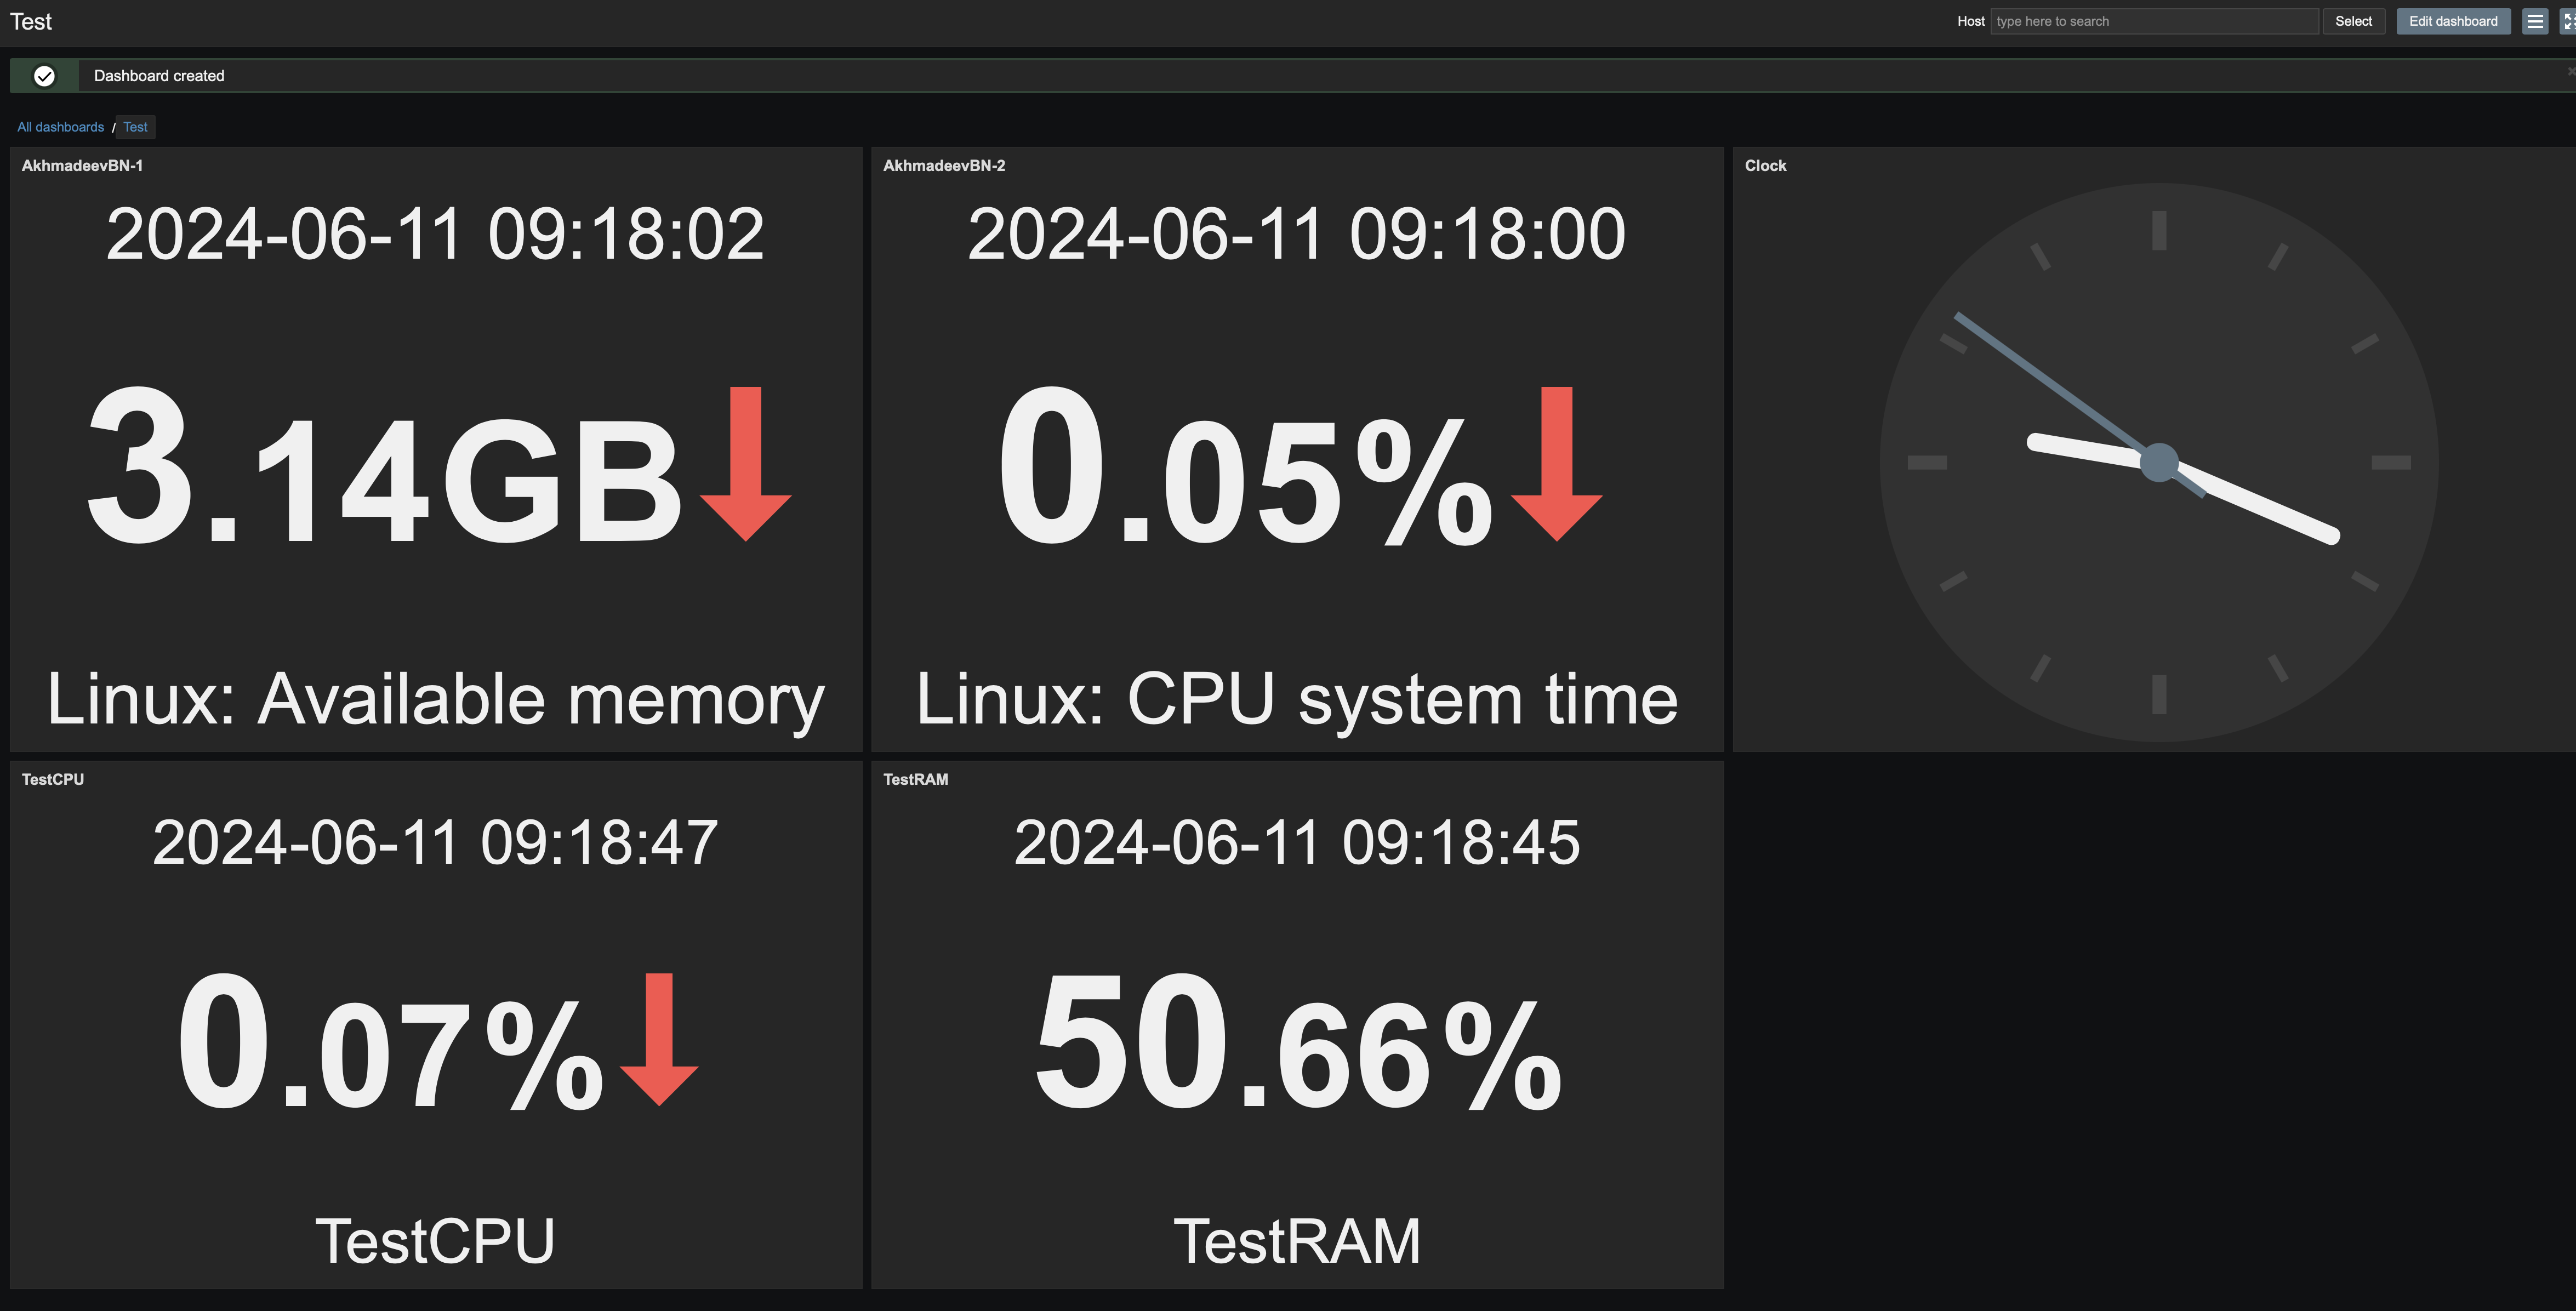 Test
Host type here to search Select Edit dashboard
Dashboard created
All dashboards / Test
AkhmadeevBN-1
2024-06-11 09:18:02
3.14GB
Linux: Available memory
AkhmadeevBN-2
2024-06-11 09:18:00
0.05%
Linux: CPU system time
Clock
TestCPU
2024-06-11 09:18:47
0.07%
TestCPU
TestRAM
2024-06-11 09:18:45
50.66%
TestRAM